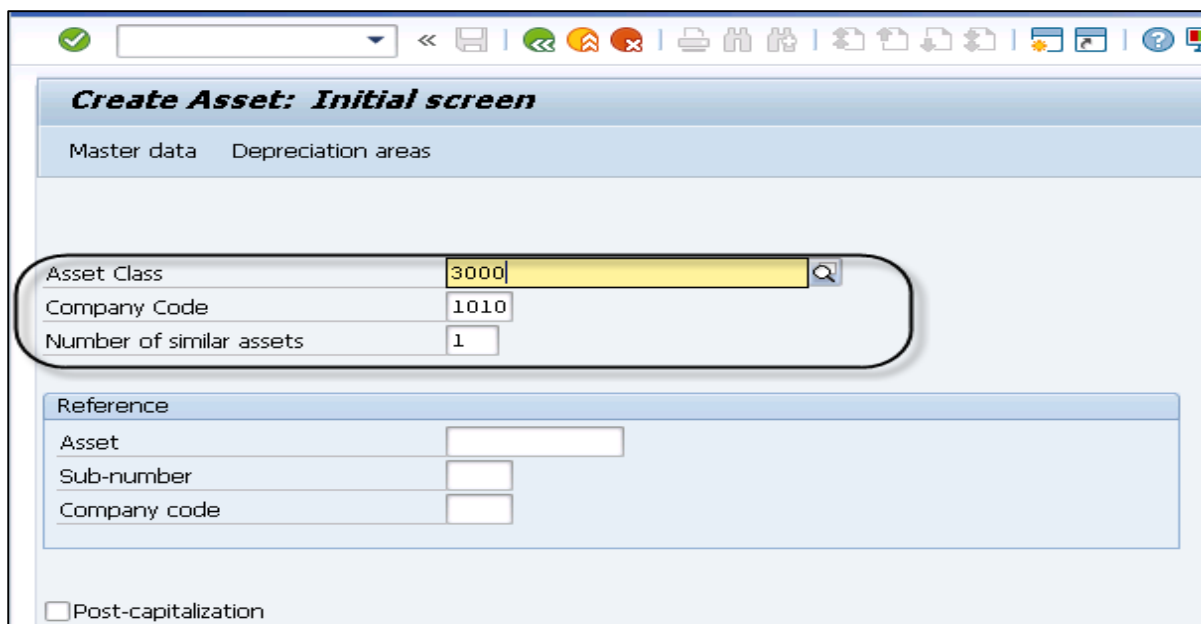 Create Asset: Initial screen
Master data Depreciation areas
Asset Class 3000
Company Code 1010
Number of similar assets 1
Reference
Asset
Sub-number
Company code
Post-capitalization